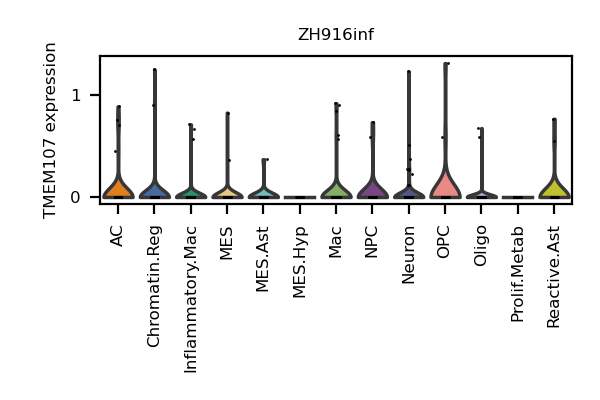 ZH916inf
TMEM107 expression
1
0
AC
Chromatin.Reg
Inflammatory.Mac
MES
MES.Ast
MES.Hyp
Mac
NPC
Neuron
OPC
Oligo
Prolif.Metab
Reactive.Ast